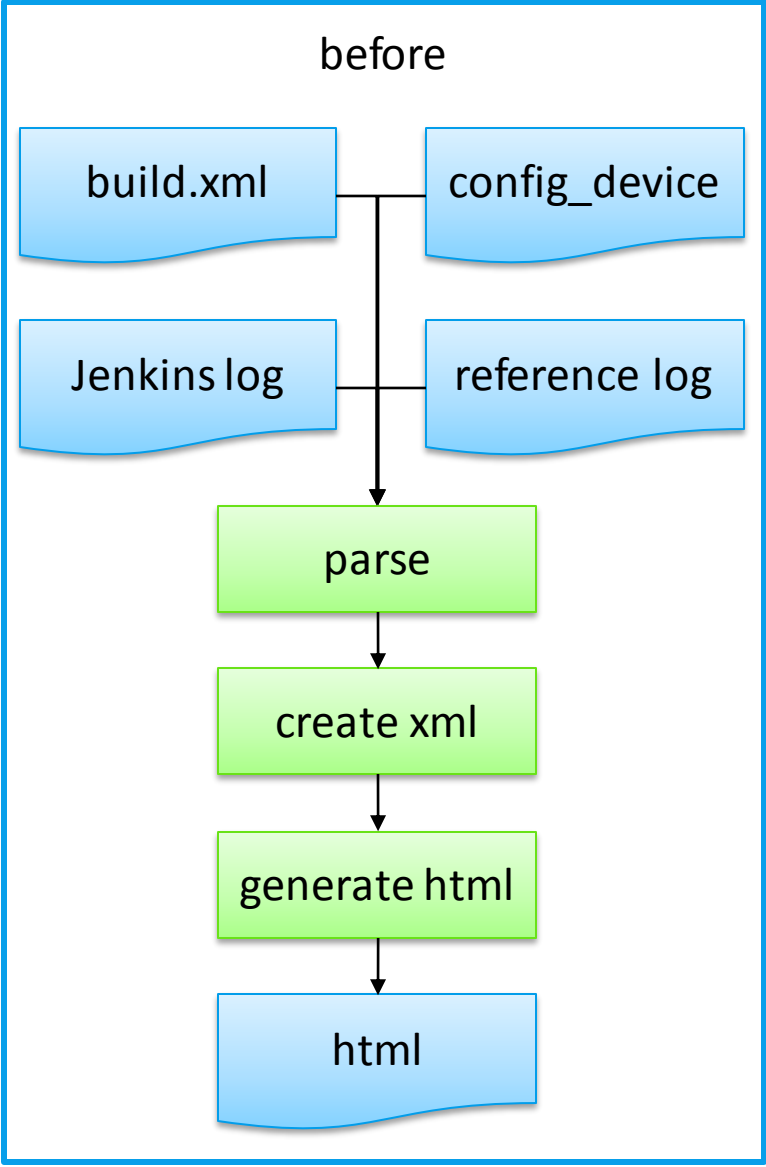 before
build.xml
config_device
Jenkins log
reference log
parse
create xml
generate html
html